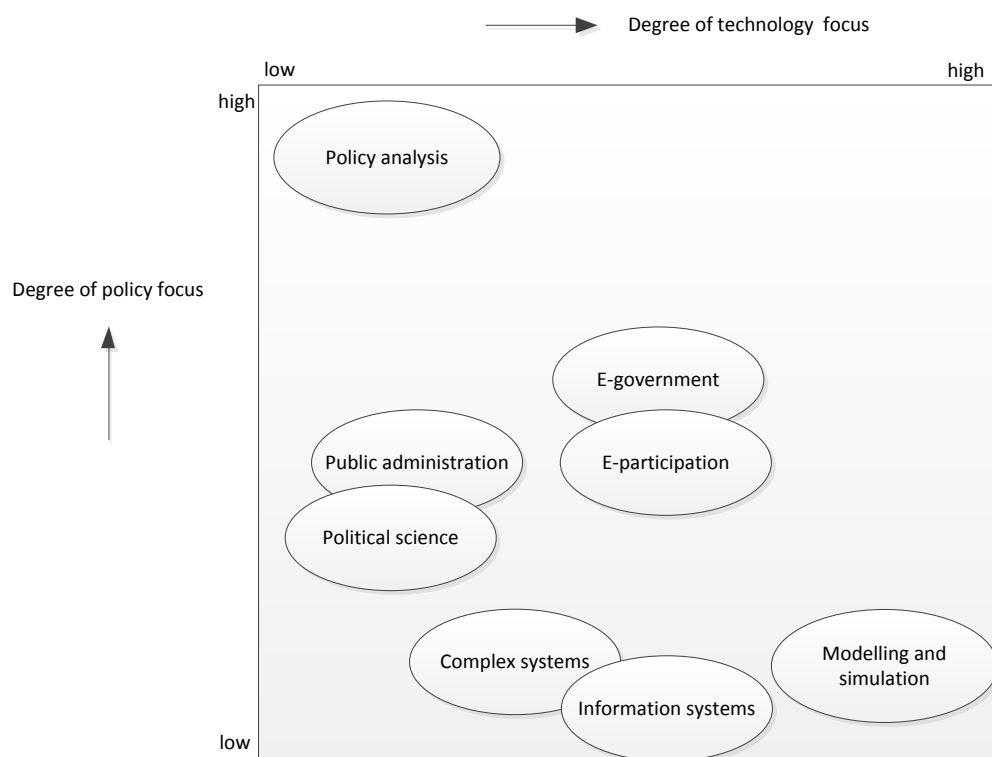 Degree of technology focus
low
high
high
Policy analysis
Degree of policy focus
E-government
Public administration
E-participation
Political science
Complex systems
Modelling and
simulation
Information systems
low